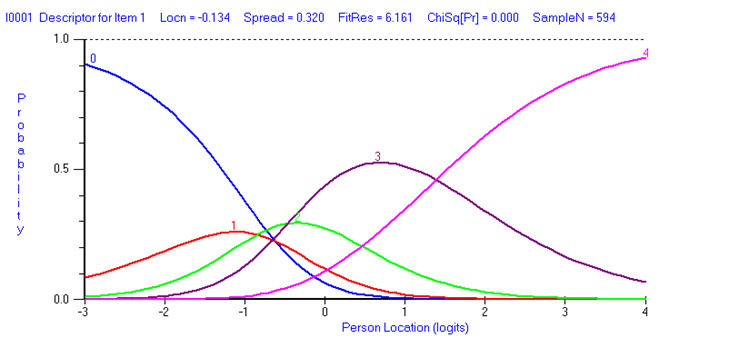 I0001 Descriptor for Item 1 Locn = -0.134 Spread = 0.320 FitRes = 6.161 ChiSq[Pr] = 0.000 SampleN = 594
1.0
0
4
Probability
3
0.5
2
1
0.0
-3 -2 -1 0 1 2 3 4
Person Location (logits)